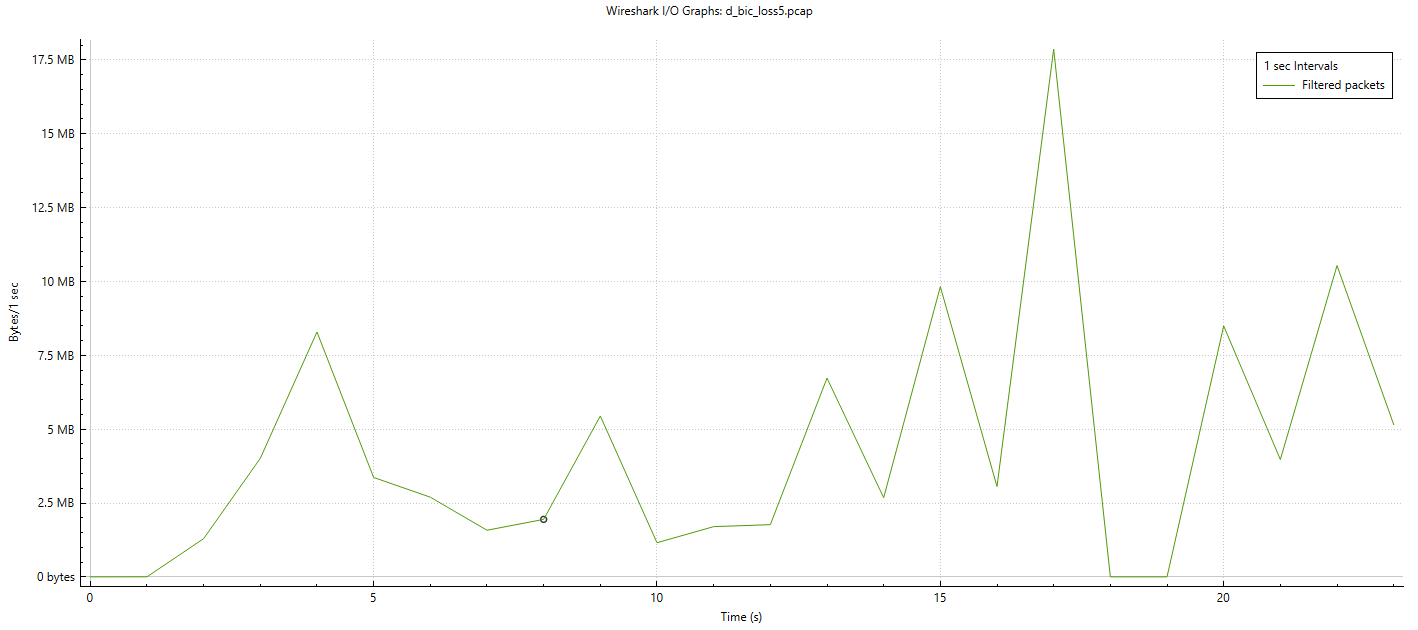 Wireshark I/O Graphs: d_bic_loss5.pcap
17.5 MB
15 MB
12.5 MB
10 MB
7.5 MB
5 MB
2.5 MB
0 bytes
Bytes/1 sec
1 sec Intervals
Filtered packets
0 5 10 15 20
Time (s)